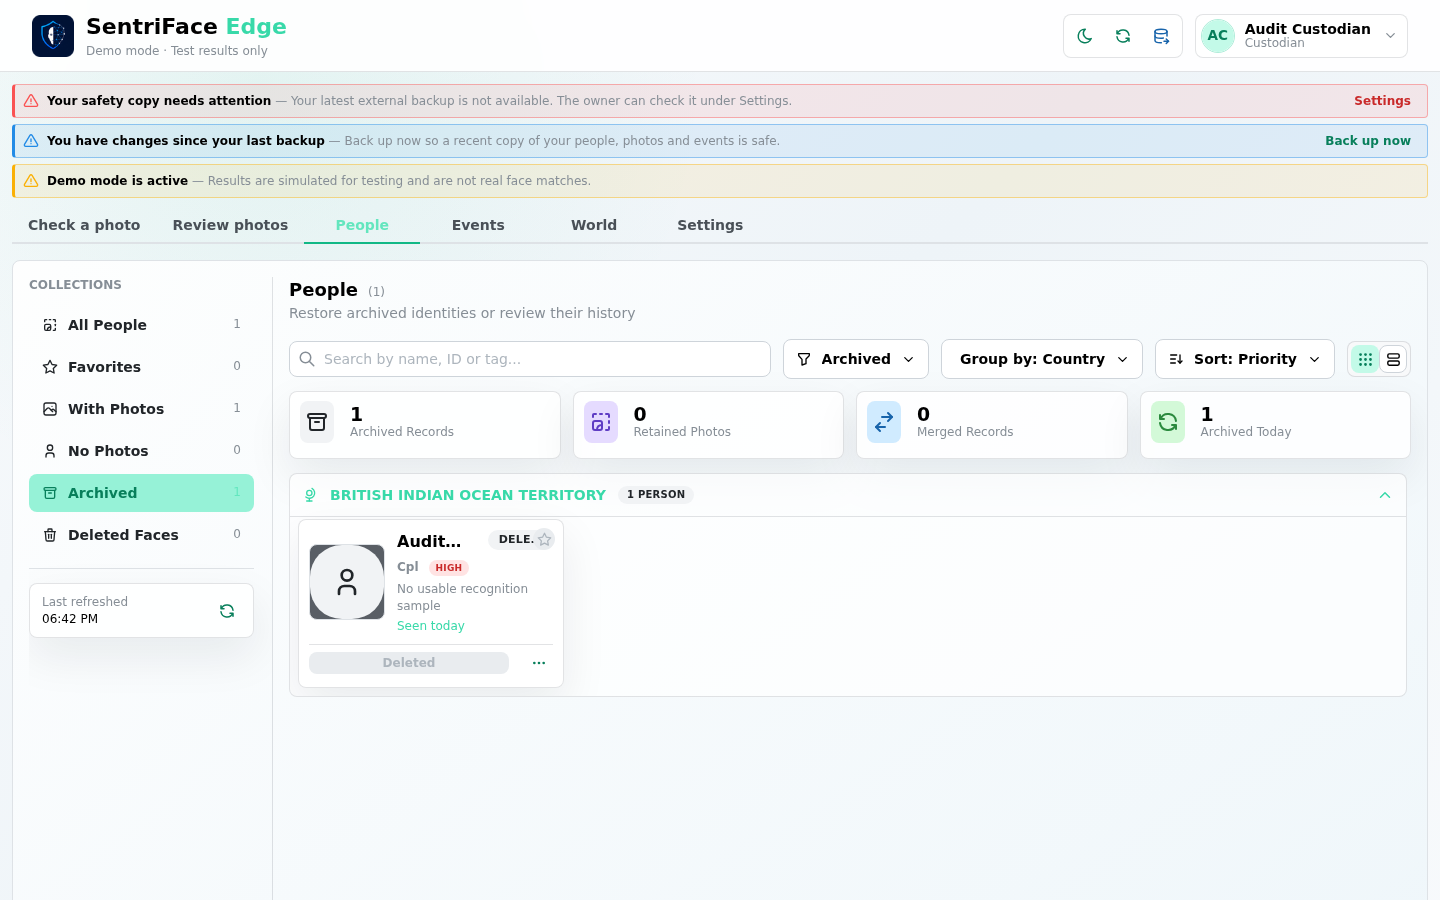 SentriFace Edge
Demo mode · Test results only
AC
Audit Custodian
Custodian
Your safety copy needs attention — Your latest external backup is not available. The owner can check it under Settings.
Settings
You have changes since your last backup — Back up now so a recent copy of your people, photos and events is safe.
Back up now
Demo mode is active — Results are simulated for testing and are not real face matches.
Check a photo
Review photos
People
Events
World
Settings
COLLECTIONS
All People 1
Favorites 0
With Photos 1
No Photos 0
Archived 1
Deleted Faces 0
Last refreshed
06:42 PM
People (1)
Restore archived identities or review their history
Search by name, ID or tag...
Archived
Group by: Country
Sort: Priority
1
Archived Records
0
Retained Photos
0
Merged Records
1
Archived Today
BRITISH INDIAN OCEAN TERRITORY
1 PERSON
Audit...
DELE.
Cpl HIGH
No usable recognition
sample
Seen today
Deleted